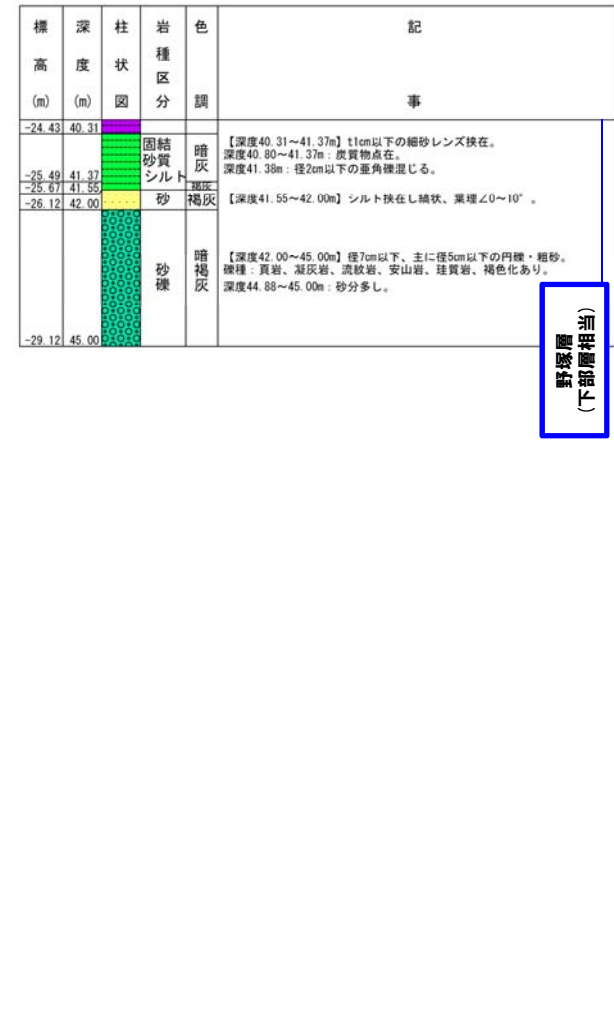 標高(m) 深度(m) 柱状図 岩種区分 色調 記事
-24.43 40.31
固結砂質シルト 暗灰
【深度40.31～41.37m】t1cm以下の細砂レンズ挟在。
深度40.80～41.37m：炭質物点在。
深度41.38m：径2cm以下の亜角礫混じる。
-25.49 41.37
-25.67 41.55 褐灰
-26.12 42.00 砂 褐灰 【深度41.55～42.00m】シルト挟在し縞状、葉理∠0～10°。
砂礫 暗褐灰
【深度42.00～45.00m】径7cm以下、主に径5cm以下の円礫・粗砂。
礫種：頁岩、凝灰岩、流紋岩、安山岩、珪質岩、褐色化あり。
深度44.88～45.00m：砂分多し。
-29.12 45.00
野塚層
(下部層相当)